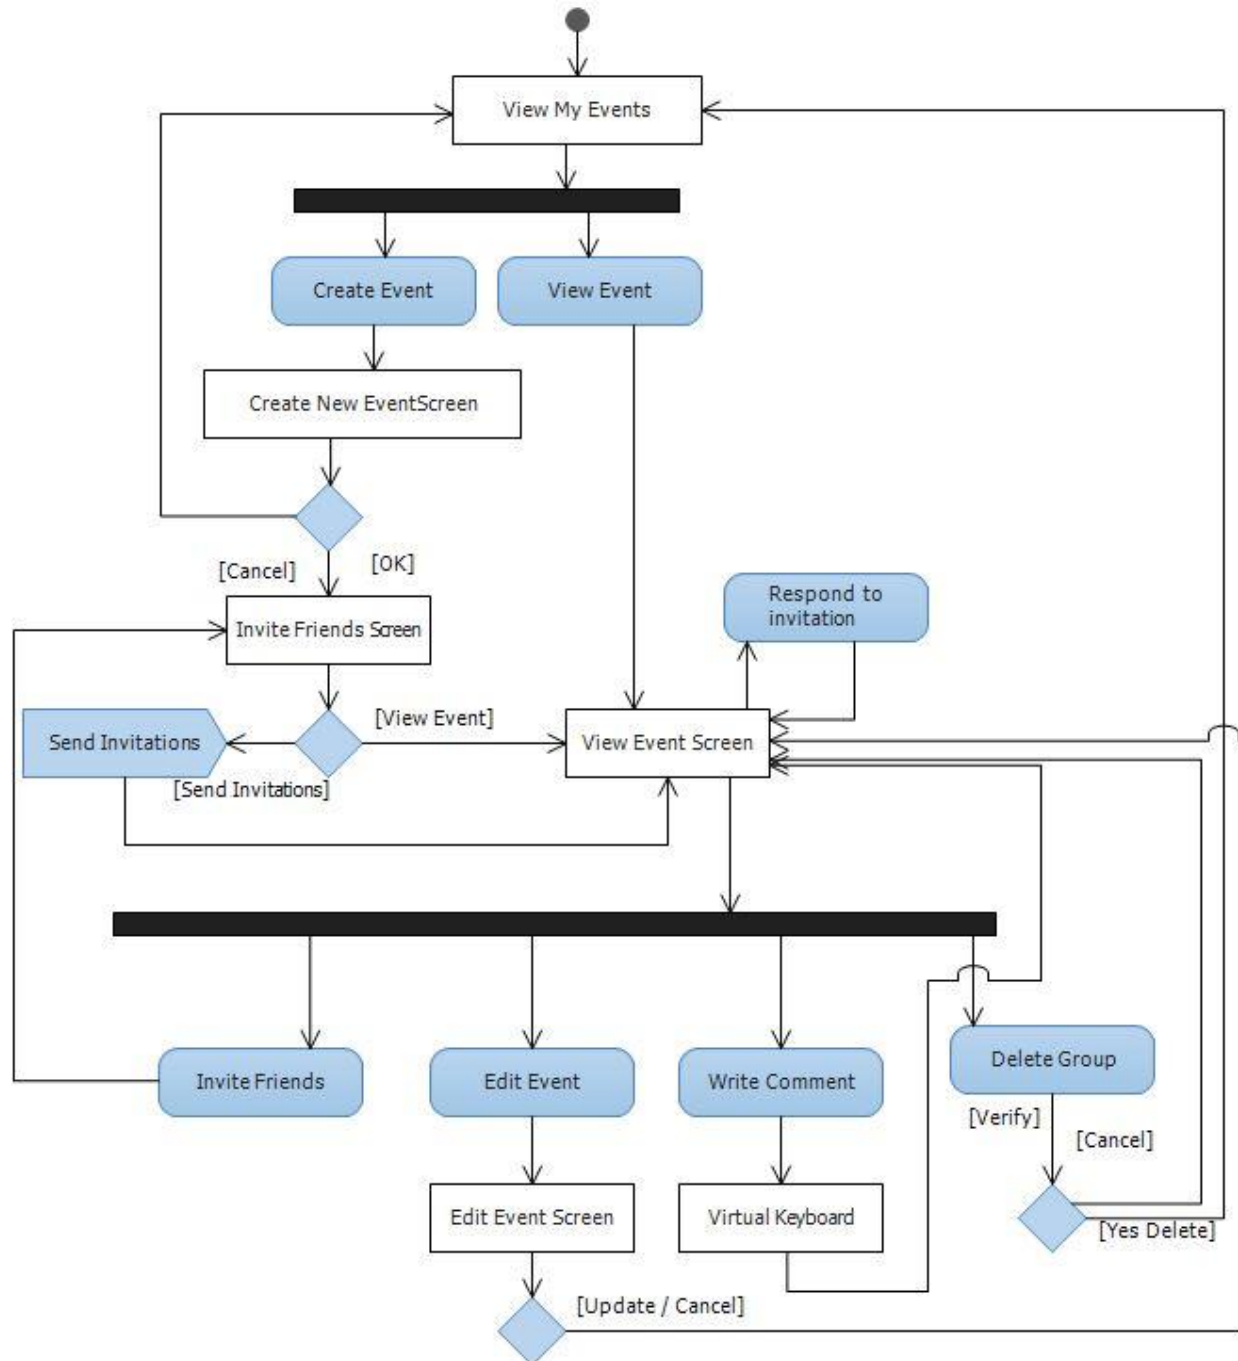 View My Events
Create Event
View Event
Create New EventScreen
[Cancel]
[OK]
Invite Friends Screen
Respond to
invitation
Send Invitations
[View Event]
View Event Screen
[Send Invitations]
Invite Friends
Edit Event
Write Comment
Delete Group
[Verify]
[Cancel]
Edit Event Screen
Virtual Keyboard
[Yes Delete]
[Update / Cancel]